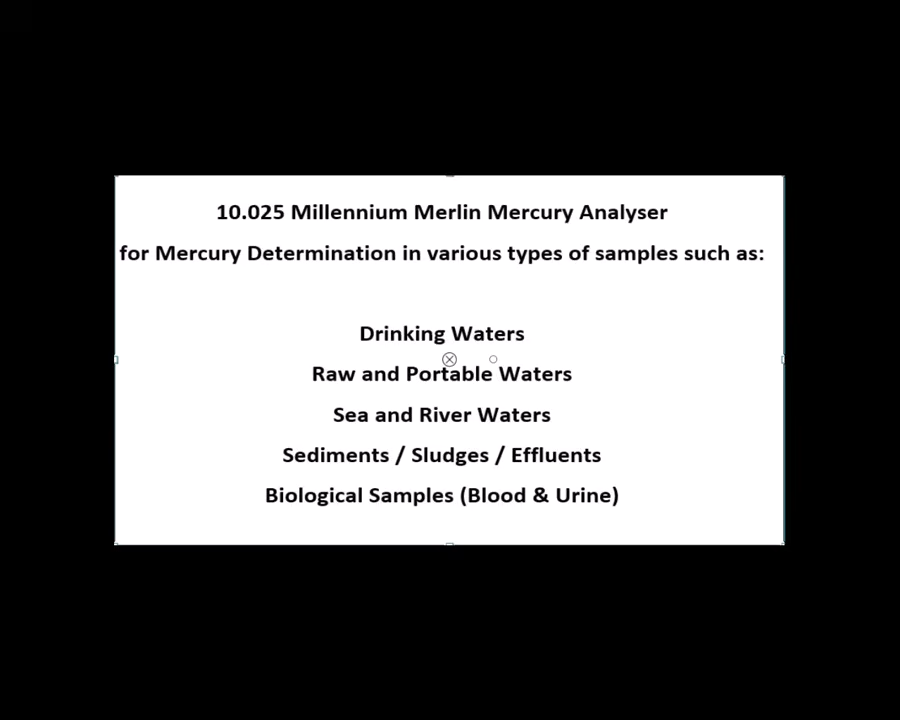 10.025 Millennium Merlin Mercury Analyser
for Mercury Determination in various types of samples such as:
Drinking Waters
Raw and Portable Waters
Sea and River Waters
Sediments / Sludges / Effluents
Biological Samples (Blood & Urine)